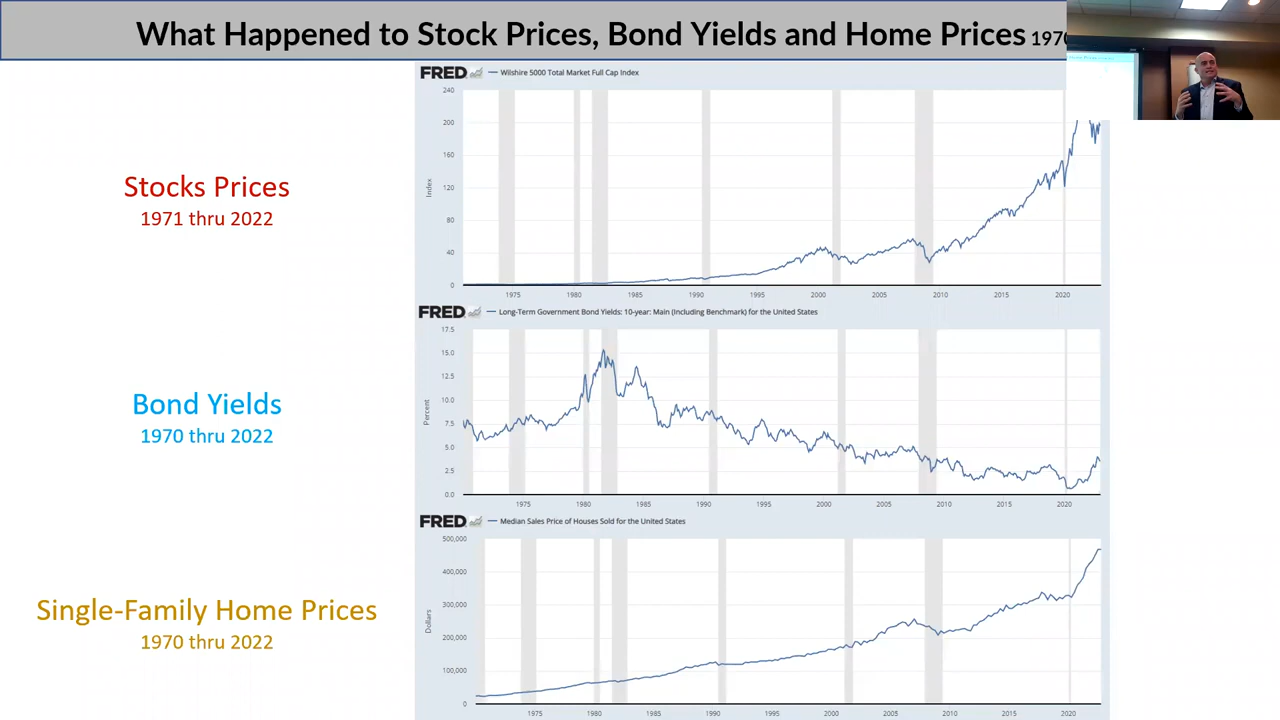 What Happened to Stock Prices, Bond Yields and Home Prices 197
Stocks Prices
1971 thru 2022
FRED
Wilshire 5000 Total Market Full Cap Index
240
200
160
120
80
40
0
Index
1975 1980 1985 1990 1995 2000 2005 2010 2015 2020
Bond Yields
1970 thru 2022
FRED
Long-Term Government Bond Yields: 10-year: Main (Including Benchmark) for the United States
17.5
15.0
12.5
10.0
7.5
5.0
2.5
0.0
Percent
1975 1980 1985 1990 1995 2000 2005 2010 2015 2020
Single-Family Home Prices
1970 thru 2022
FRED
Median Sales Price of Houses Sold for the United States
500,000
400,000
300,000
200,000
100,000
0
Dollars
1975 1980 1985 1990 1995 2000 2005 2010 2015 2020